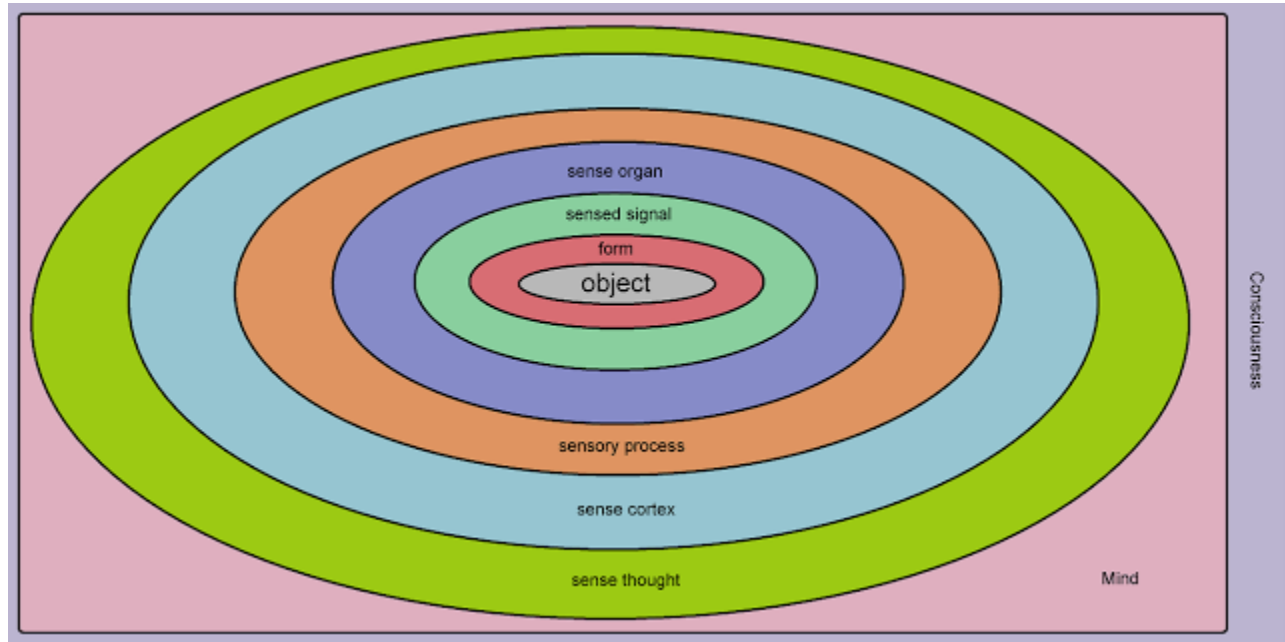 sense organ
sensed signal
form
object
sensory process
sense cortex
sense thought
Mind
Consciousness